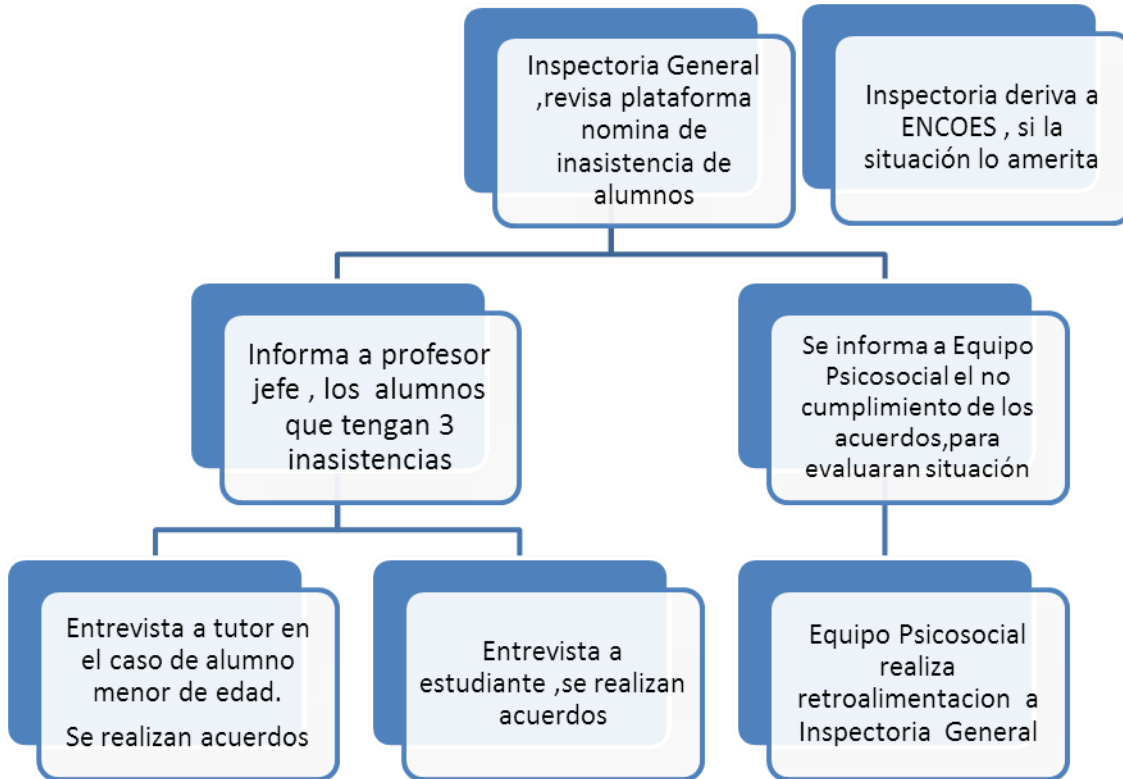 Inspectoria General
,revisa plataforma
nomina de
inasistencia de
alumnos
Inspectoria deriva a
ENCOES , si la
situación lo amerita
Informa a profesor
jefe , los alumnos
que tengan 3
inasistencias
Se informa a Equipo
Psicosocial el no
cumplimiento de los
acuerdos,para
evaluaran situación
Entrevista a tutor en
el caso de alumno
menor de edad.
Se realizan acuerdos
Entrevista a
estudiante ,se realizan
acuerdos
Equipo Psicosocial
realiza
retroalimentacion a
Inspectoria General